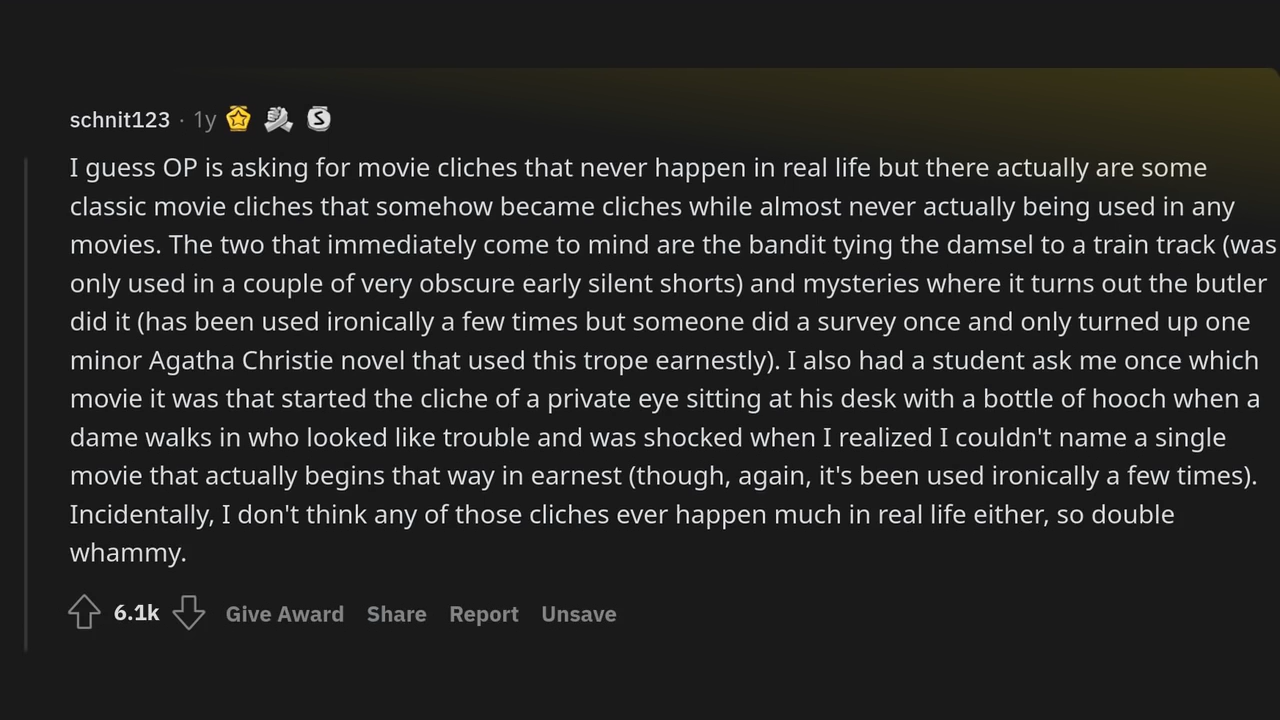 schnit123 · 1y
I guess OP is asking for movie cliches that never happen in real life but there actually are some
classic movie cliches that somehow became cliches while almost never actually being used in any
movies. The two that immediately come to mind are the bandit tying the damsel to a train track (was
only used in a couple of very obscure early silent shorts) and mysteries where it turns out the butler
did it (has been used ironically a few times but someone did a survey once and only turned up one
minor Agatha Christie novel that used this trope earnestly). I also had a student ask me once which
movie it was that started the cliche of a private eye sitting at his desk with a bottle of hooch when a
dame walks in who looked like trouble and was shocked when I realized I couldn't name a single
movie that actually begins that way in earnest (though, again, it's been used ironically a few times).
Incidentally, I don't think any of those cliches ever happen much in real life either, so double
whammy.
6.1k Give Award Share Report Unsave